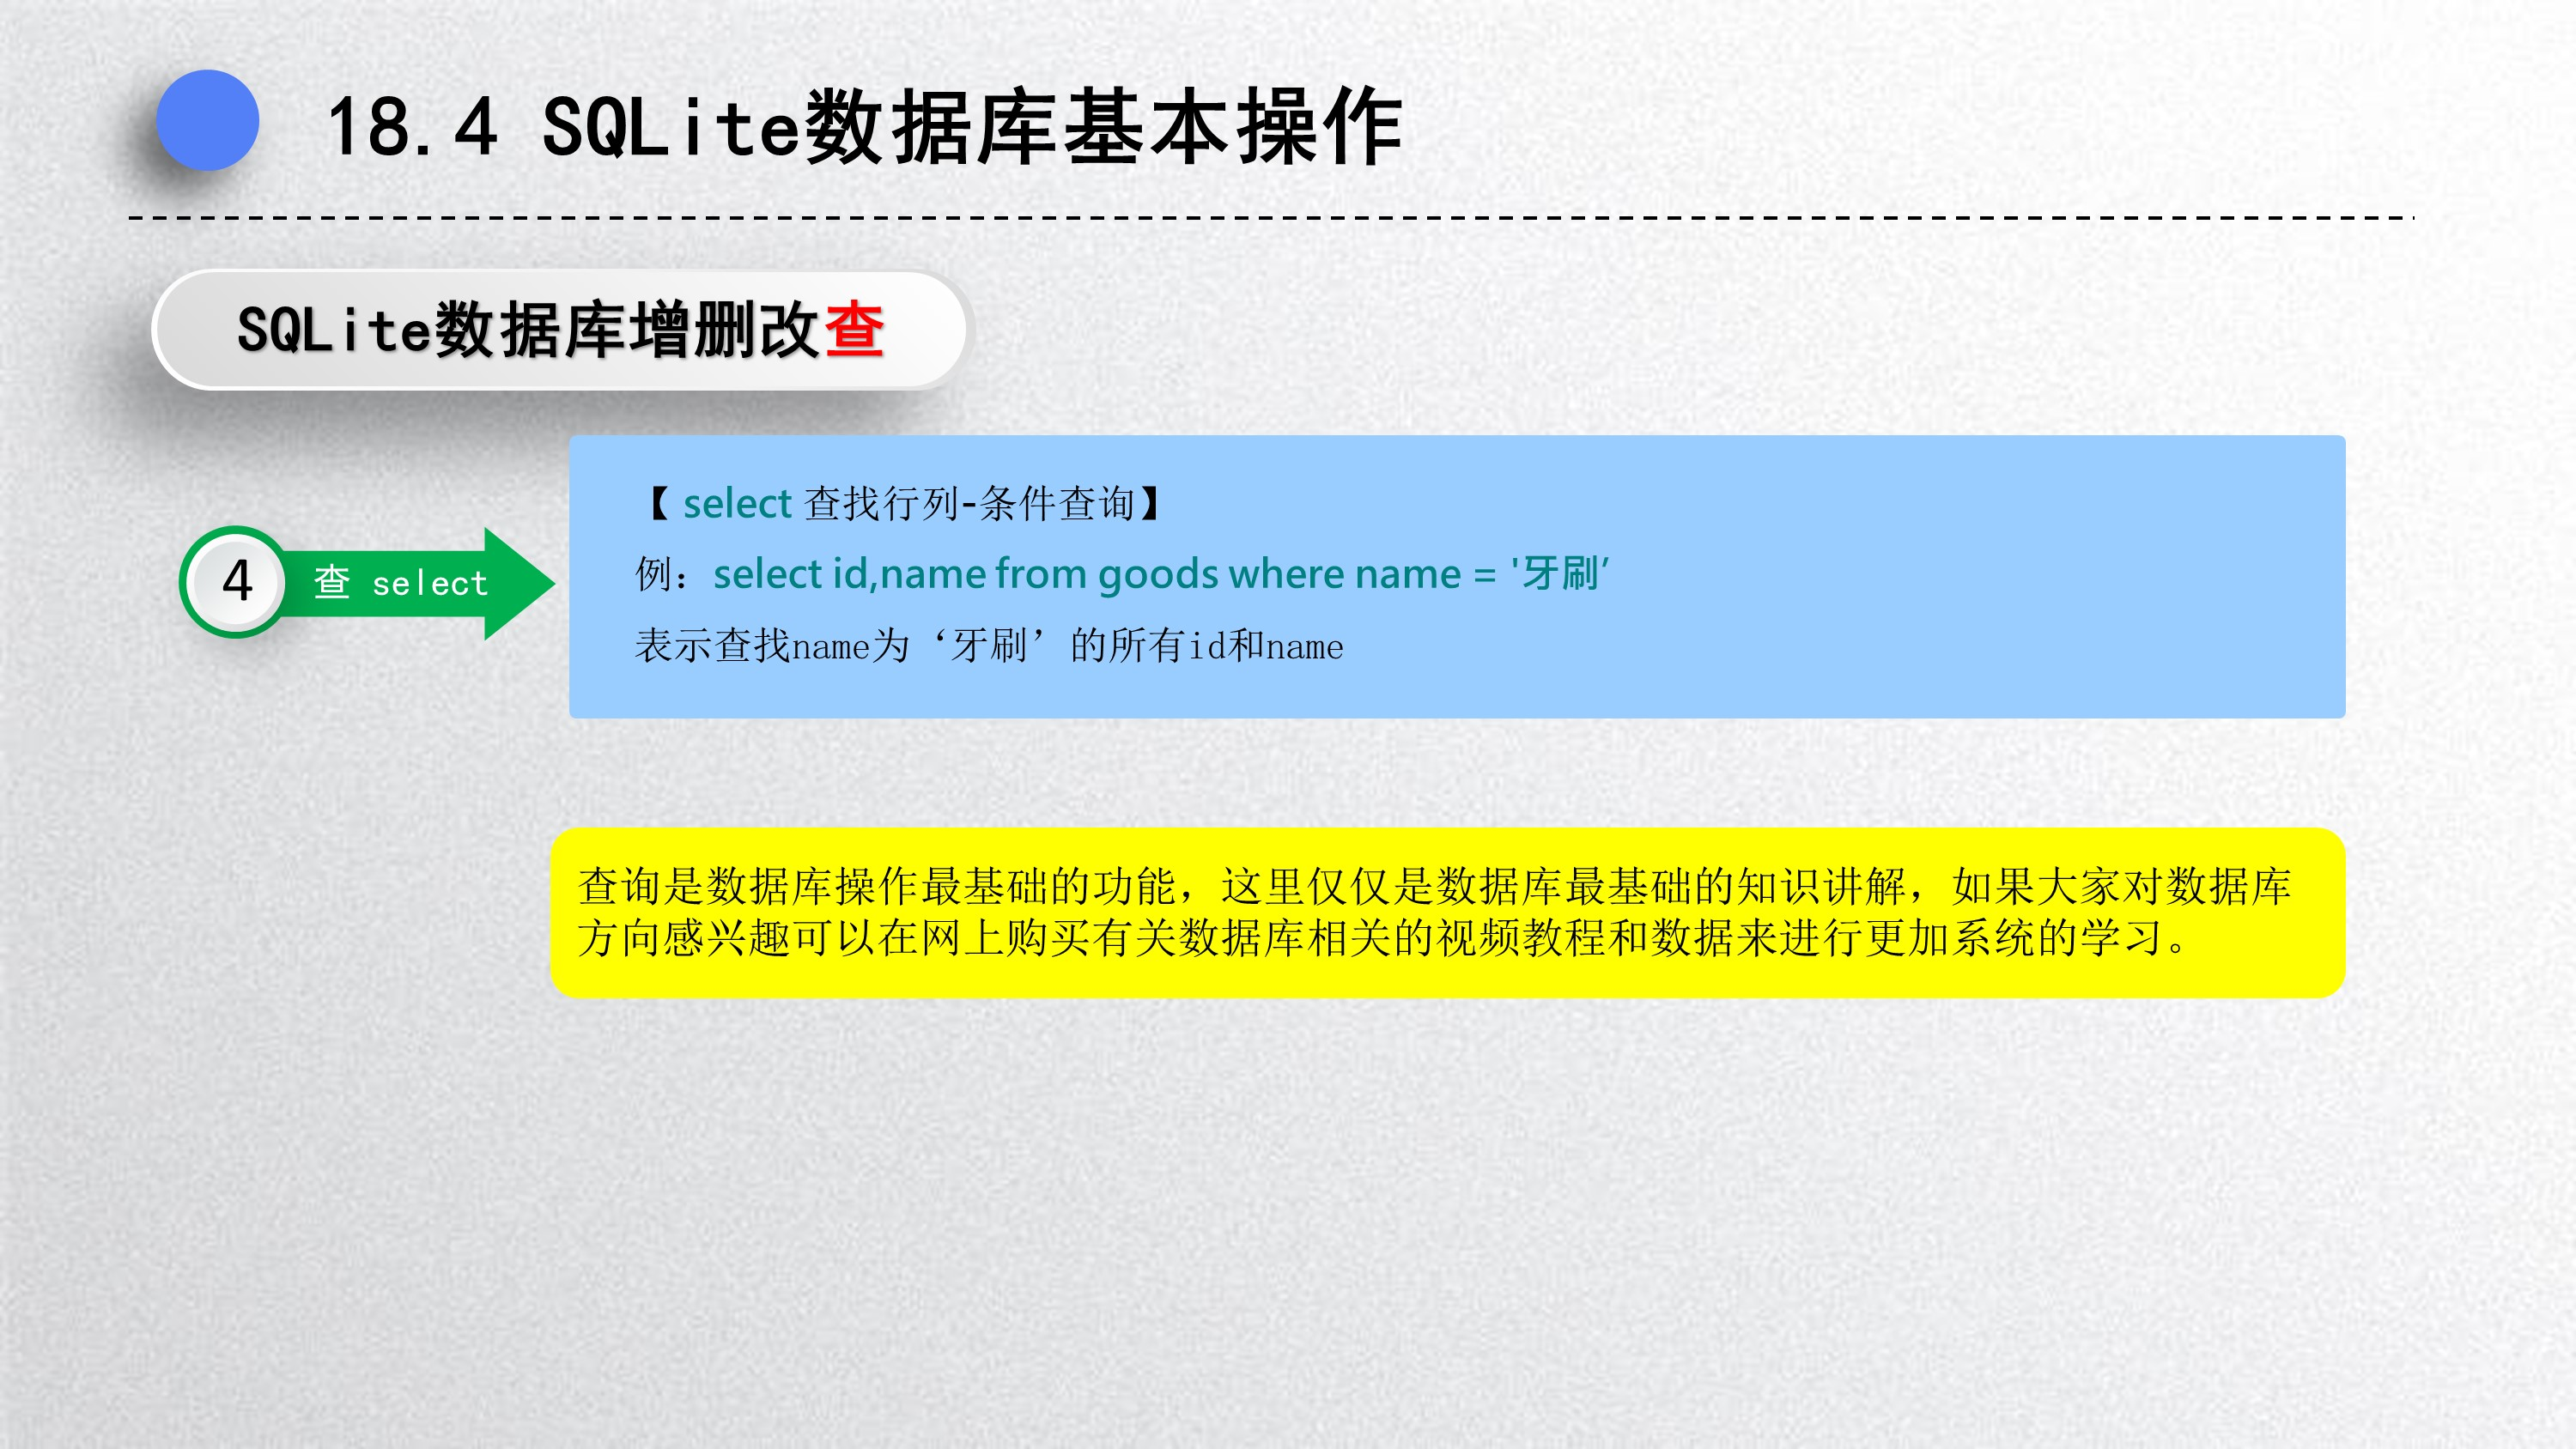 18.4 SQLite数据库基本操作
SQLite数据库增删改查
【 select 查找行列-条件查询】
例：select id,name from goods where name = '牙刷’
表示查找name为‘牙刷’的所有id和name
4 查 select
查询是数据库操作最基础的功能，这里仅仅是数据库最基础的知识讲解，如果大家对数据库
方向感兴趣可以在网上购买有关数据库相关的视频教程和数据来进行更加系统的学习。